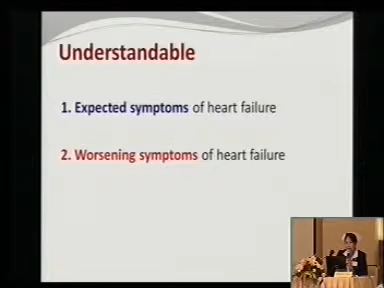 Understandable
1. Expected symptoms of heart failure
2. Worsening symptoms of heart failure